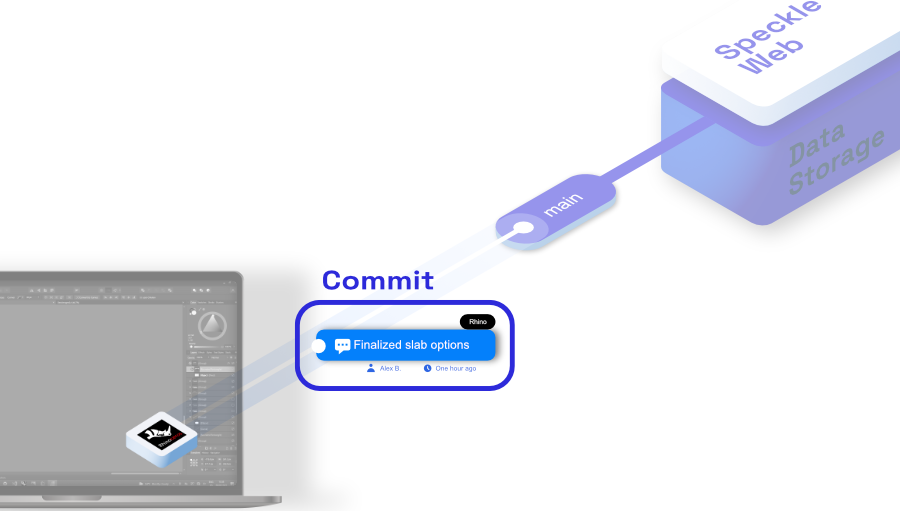 Speckle
Web
Data
Storage
main
Commit
Rhino
Finalized slab options
Alex B.
One hour ago